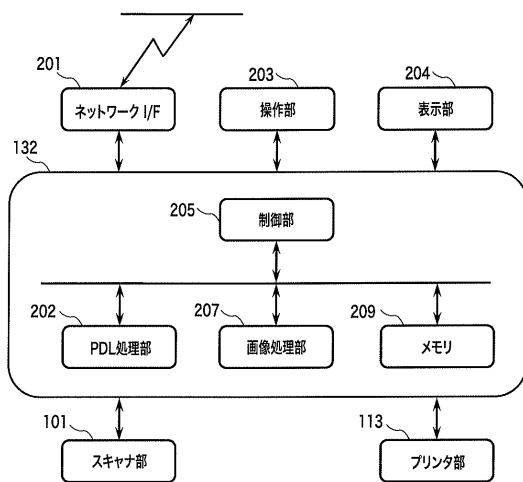 201
203
204
ネットワーク I/F
操作部
表示部
132
205
制御部
202
207
209
PDL処理部
画像処理部
メモリ
101
113
スキャナ部
プリンタ部